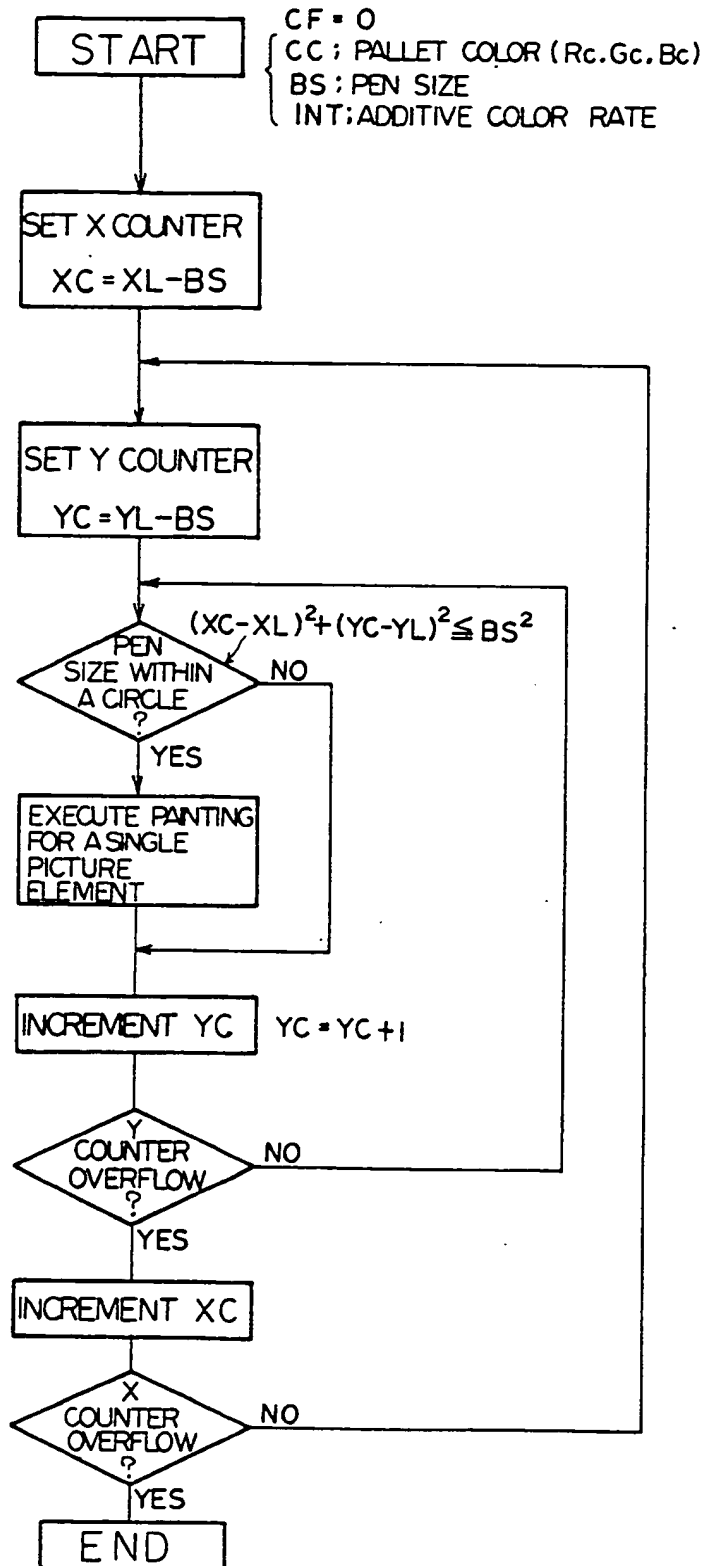 START
CF = 0
CC ; PALLET COLOR (Rc.Gc.Bc)
BS ; PEN SIZE
INT; ADDITIVE COLOR RATE
SET X COUNTER
XC = XL-BS
SET Y COUNTER
YC = YL-BS
(XC-XL)²+(YC-YL)² ≦ BS²
PEN
SIZE WITHIN
A CIRCLE
?
NO
YES
EXECUTE PAINTING
FOR A SINGLE
PICTURE
ELEMENT
INCREMENT YC
YC = YC +1
Y
COUNTER
OVERFLOW
?
NO
YES
INCREMENT XC
X
COUNTER
OVERFLOW
?
NO
YES
END